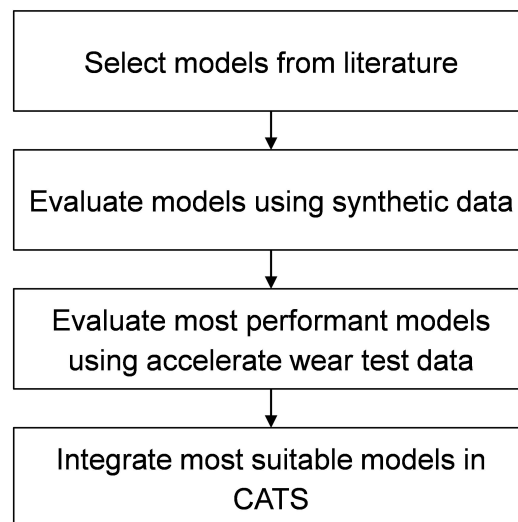 Select models from literature
Evaluate models using synthetic data
Evaluate most performant models
using accelerate wear test data
Integrate most suitable models in
CATS